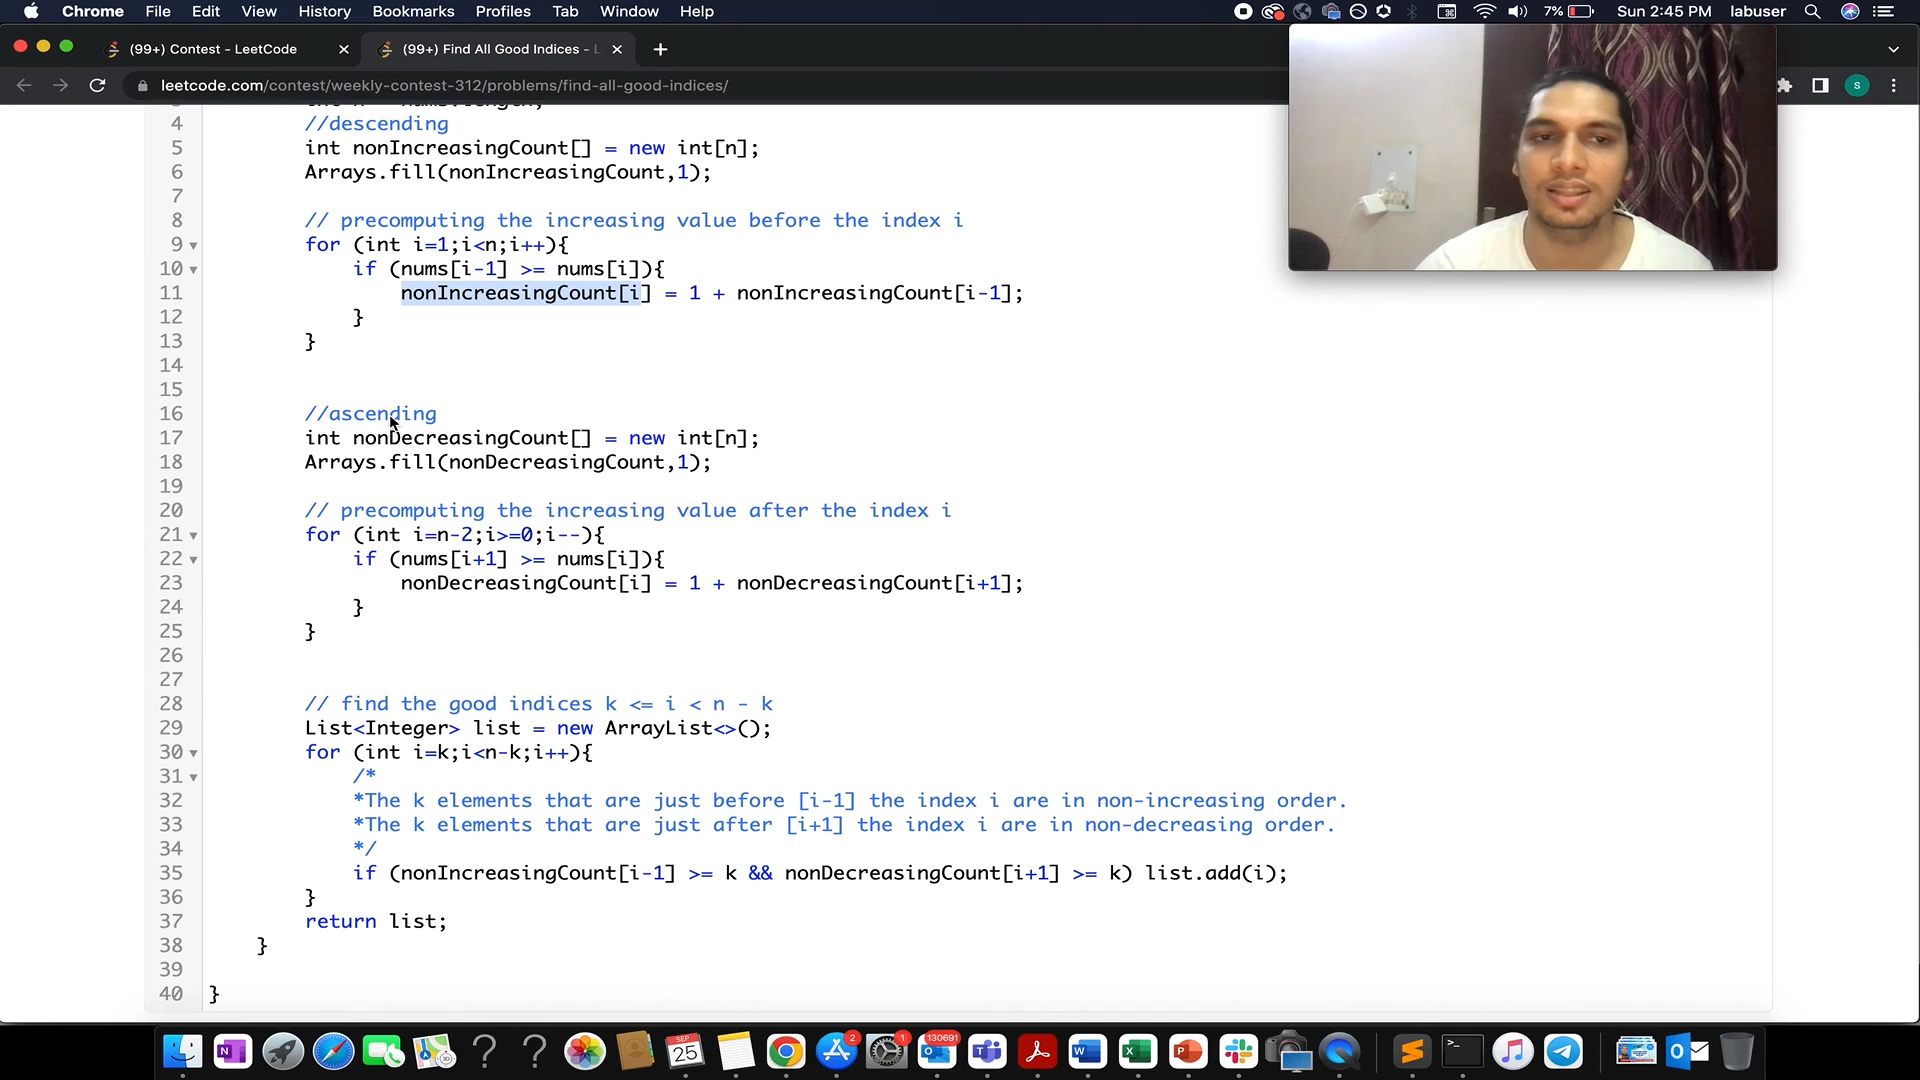 Chrome File Edit View History Bookmarks Profiles Tab Window Help 7% Sun 2:45 PM labuser
(99+) Contest - LeetCode (99+) Find All Good Indices - L
leetcode.com/contest/weekly-contest-312/problems/find-all-good-indices/ S
4 //descending
5 int nonIncreasingCount[] = new int[n];
6 Arrays.fill(nonIncreasingCount,1);
7
8 // precomputing the increasing value before the index i
9 for (int i=1;i<n;i++){
10 if (nums[i-1] >= nums[i]){
11 nonIncreasingCount[i] = 1 + nonIncreasingCount[i-1];
12 }
13 }
14
15
16 //ascending
17 int nonDecreasingCount[] = new int[n];
18 Arrays.fill(nonDecreasingCount,1);
19
20 // precomputing the increasing value after the index i
21 for (int i=n-2;i>=0;i--){
22 if (nums[i+1] >= nums[i]){
23 nonDecreasingCount[i] = 1 + nonDecreasingCount[i+1];
24 }
25 }
26
27
28 // find the good indices k <= i < n - k
29 List<Integer> list = new ArrayList<>();
30 for (int i=k;i<n-k;i++){
31 /*
32 *The k elements that are just before [i-1] the index i are in non-increasing order.
33 *The k elements that are just after [i+1] the index i are in non-decreasing order.
34 */
35 if (nonIncreasingCount[i-1] >= k && nonDecreasingCount[i+1] >= k) list.add(i);
36 }
37 return list;
38 }
39
40 }
N ? ? SEP 25 2 1 130691 W X P S >_ O